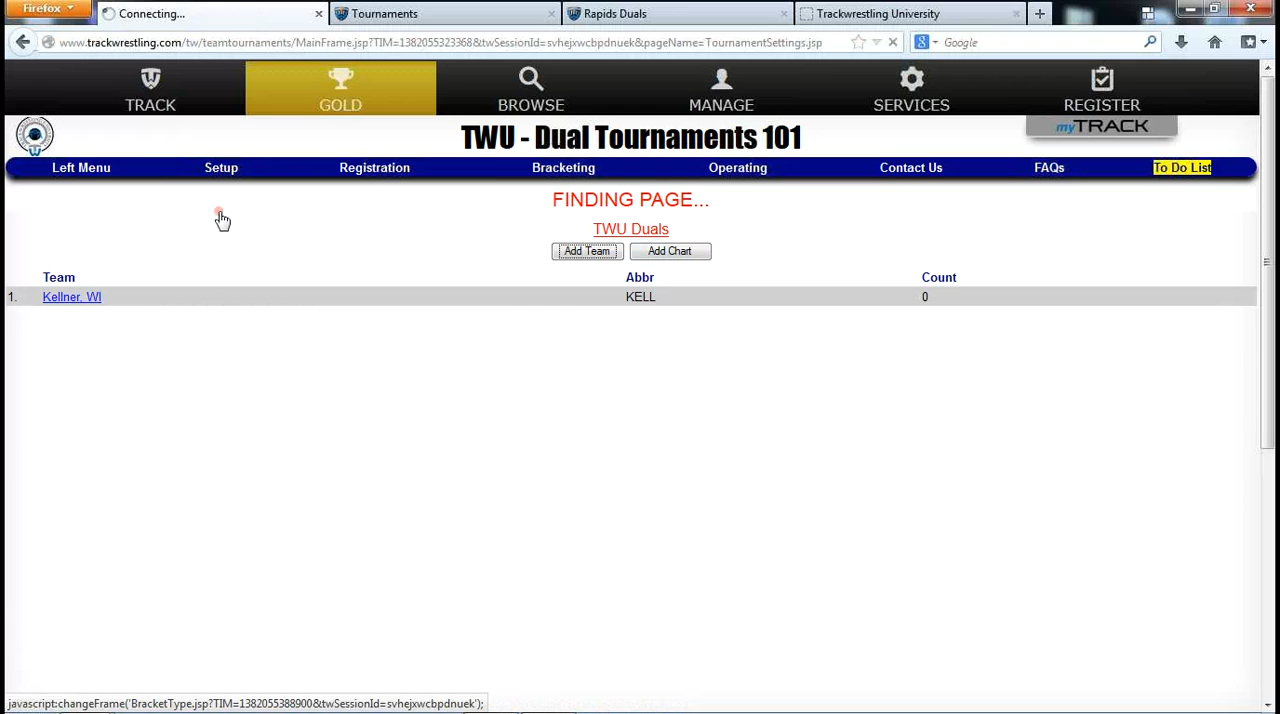 Firefox
Connecting...
Tournaments
Rapids Duals
Trackwrestling University
www.trackwrestling.com/tw/teamtournaments/MainFrame.jsp?TIM=1382055323368&twSessionId=svhejxwcbpdnuek&pageName=TournamentSettings.jsp
Google
TRACK
GOLD
BROWSE
MANAGE
SERVICES
REGISTER
myTRACK
TWU - Dual Tournaments 101
Left Menu
Setup
Registration
Bracketing
Operating
Contact Us
FAQs
To Do List
FINDING PAGE...
TWU Duals
Add Team
Add Chart
Team
Abbr
Count
1.
Kellner, WI
KELL
0
javascript:changeFrame('BracketType.jsp?TIM=1382055388900&twSessionId=svhejxwcbpdnuek');